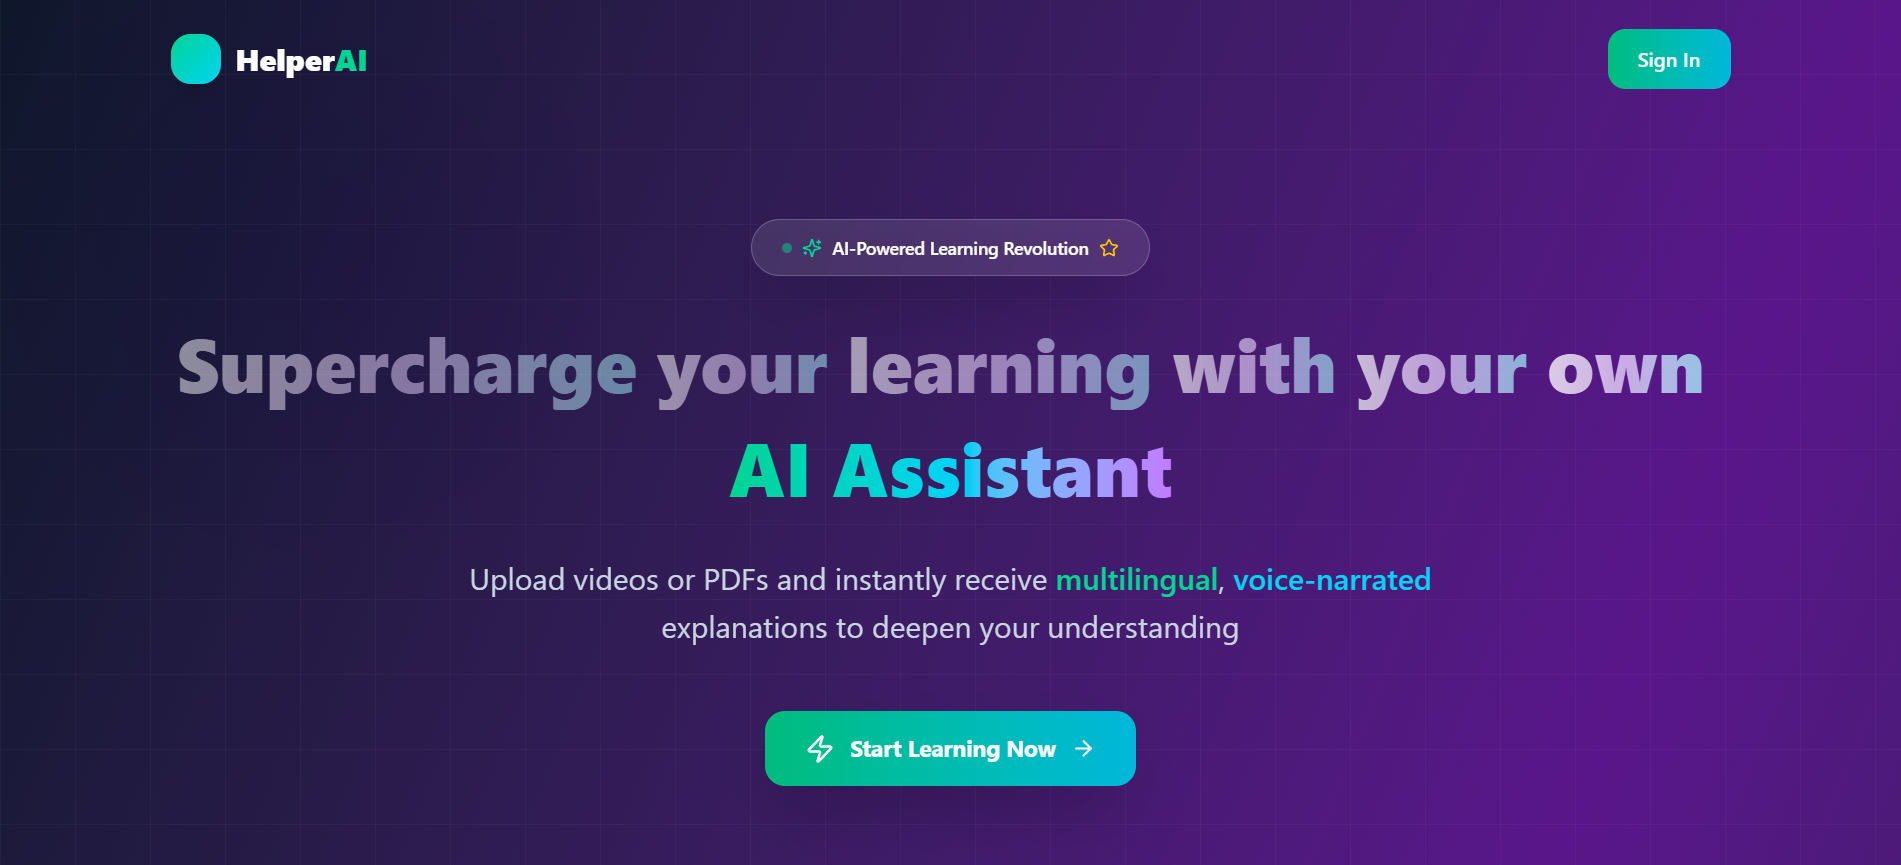 HelperAI
Sign In
AI-Powered Learning Revolution
Supercharge your learning with your own
AI Assistant
Upload videos or PDFs and instantly receive multilingual, voice-narrated
explanations to deepen your understanding
Start Learning Now